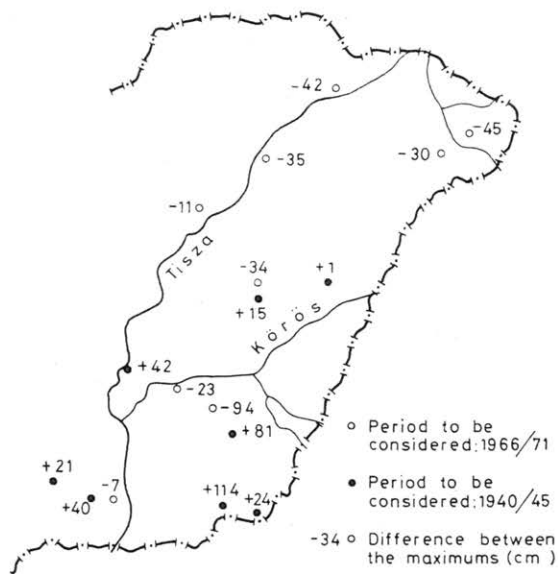 -42
-45
-30
-35
-11
Tisza
-34
+1
+15
Körös
+42
-23
-94
+81
+21
-7
+40
+114
+24
Period to be
considered: 1966/71
Period to be
considered: 1940/45
-34 Difference between
the maximums (cm)